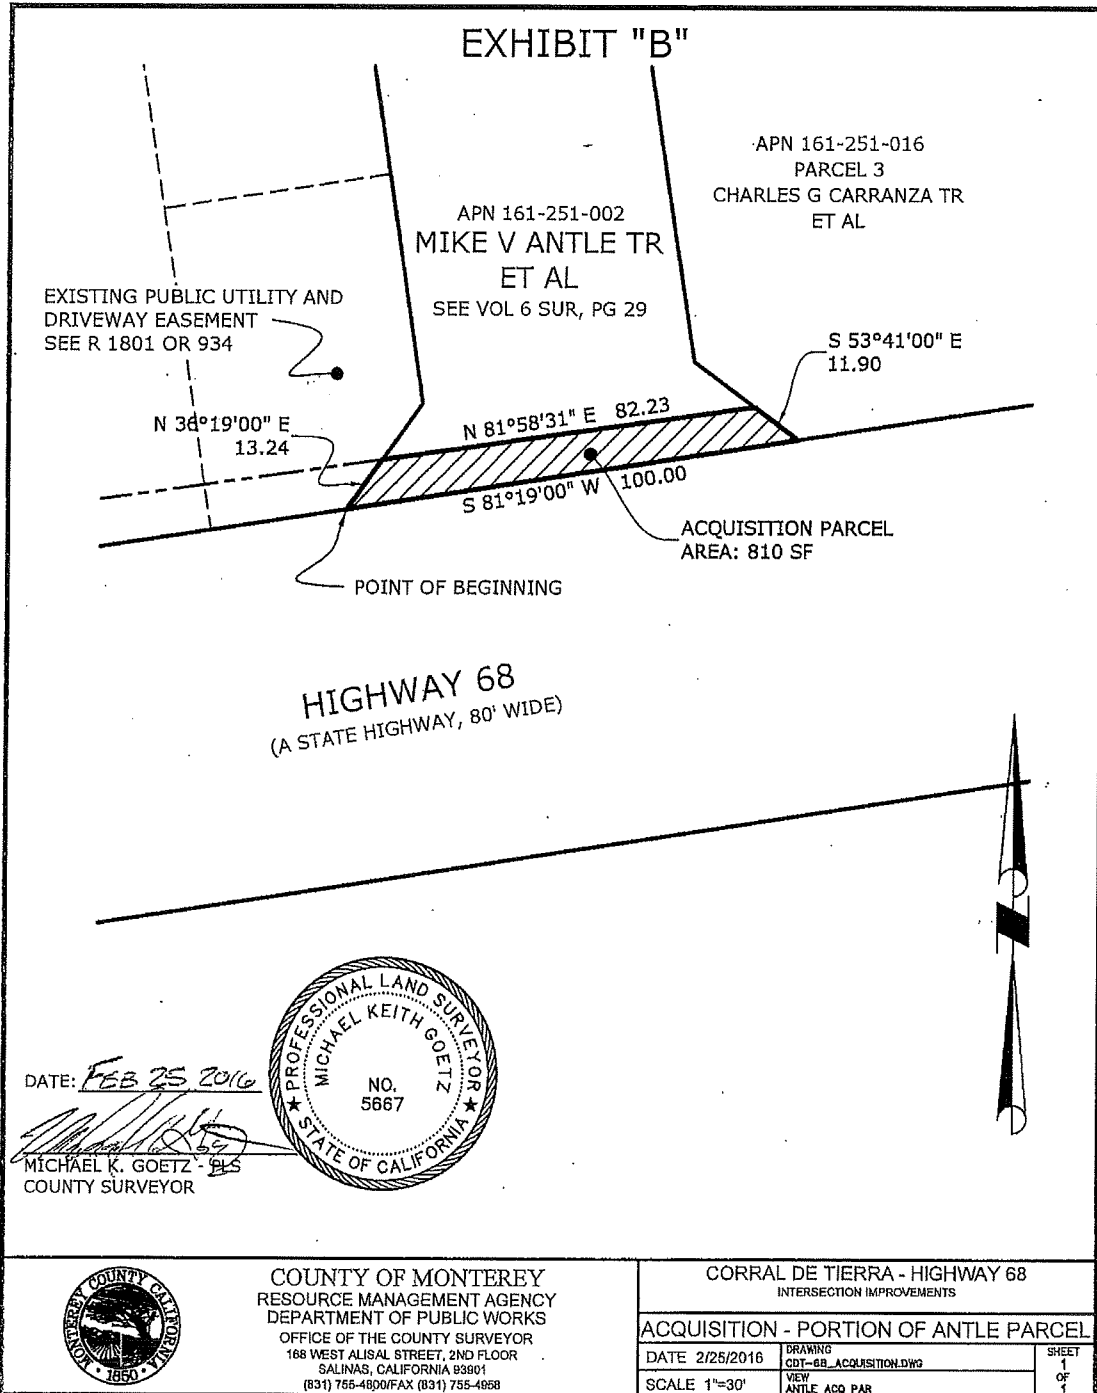 EXHIBIT "B"
APN 161-251-016
PARCEL 3
CHARLES G CARRANZA TR
ET AL
APN 161-251-002
MIKE V ANTLE TR
ET AL
SEE VOL 6 SUR, PG 29
EXISTING PUBLIC UTILITY AND
DRIVEWAY EASEMENT
SEE R 1801 OR 934
S 53°41'00" E
11.90
N 36°19'00" E
13.24
N 81°58'31" E 82.23
S 81°19'00" W 100.00
ACQUISITION PARCEL
AREA: 810 SF
POINT OF BEGINNING
HIGHWAY 68
(A STATE HIGHWAY, 80' WIDE)
N
PROFESSIONAL LAND SURVEYOR
MICHAEL KEITH GOETZ
NO.
5667
STATE OF CALIFORNIA
DATE: FEB 25 2016
MICHAEL K. GOETZ - PLS
COUNTY SURVEYOR
MONTEREY COUNTY CALIFORNIA
1850
COUNTY OF MONTEREY
RESOURCE MANAGEMENT AGENCY
DEPARTMENT OF PUBLIC WORKS
OFFICE OF THE COUNTY SURVEYOR
168 WEST ALISAL STREET, 2ND FLOOR
SALINAS, CALIFORNIA 93901
(831) 755-4800/FAX (831) 755-4958
CORRAL DE TIERRA - HIGHWAY 68
INTERSECTION IMPROVEMENTS
ACQUISITION - PORTION OF ANTLE PARCEL
DATE 2/25/2016
DRAWING
CDT-68_ACQUISITION.DWG
SHEET
1
OF
1
SCALE 1"=30'
VIEW
ANTLE ACQ PAR